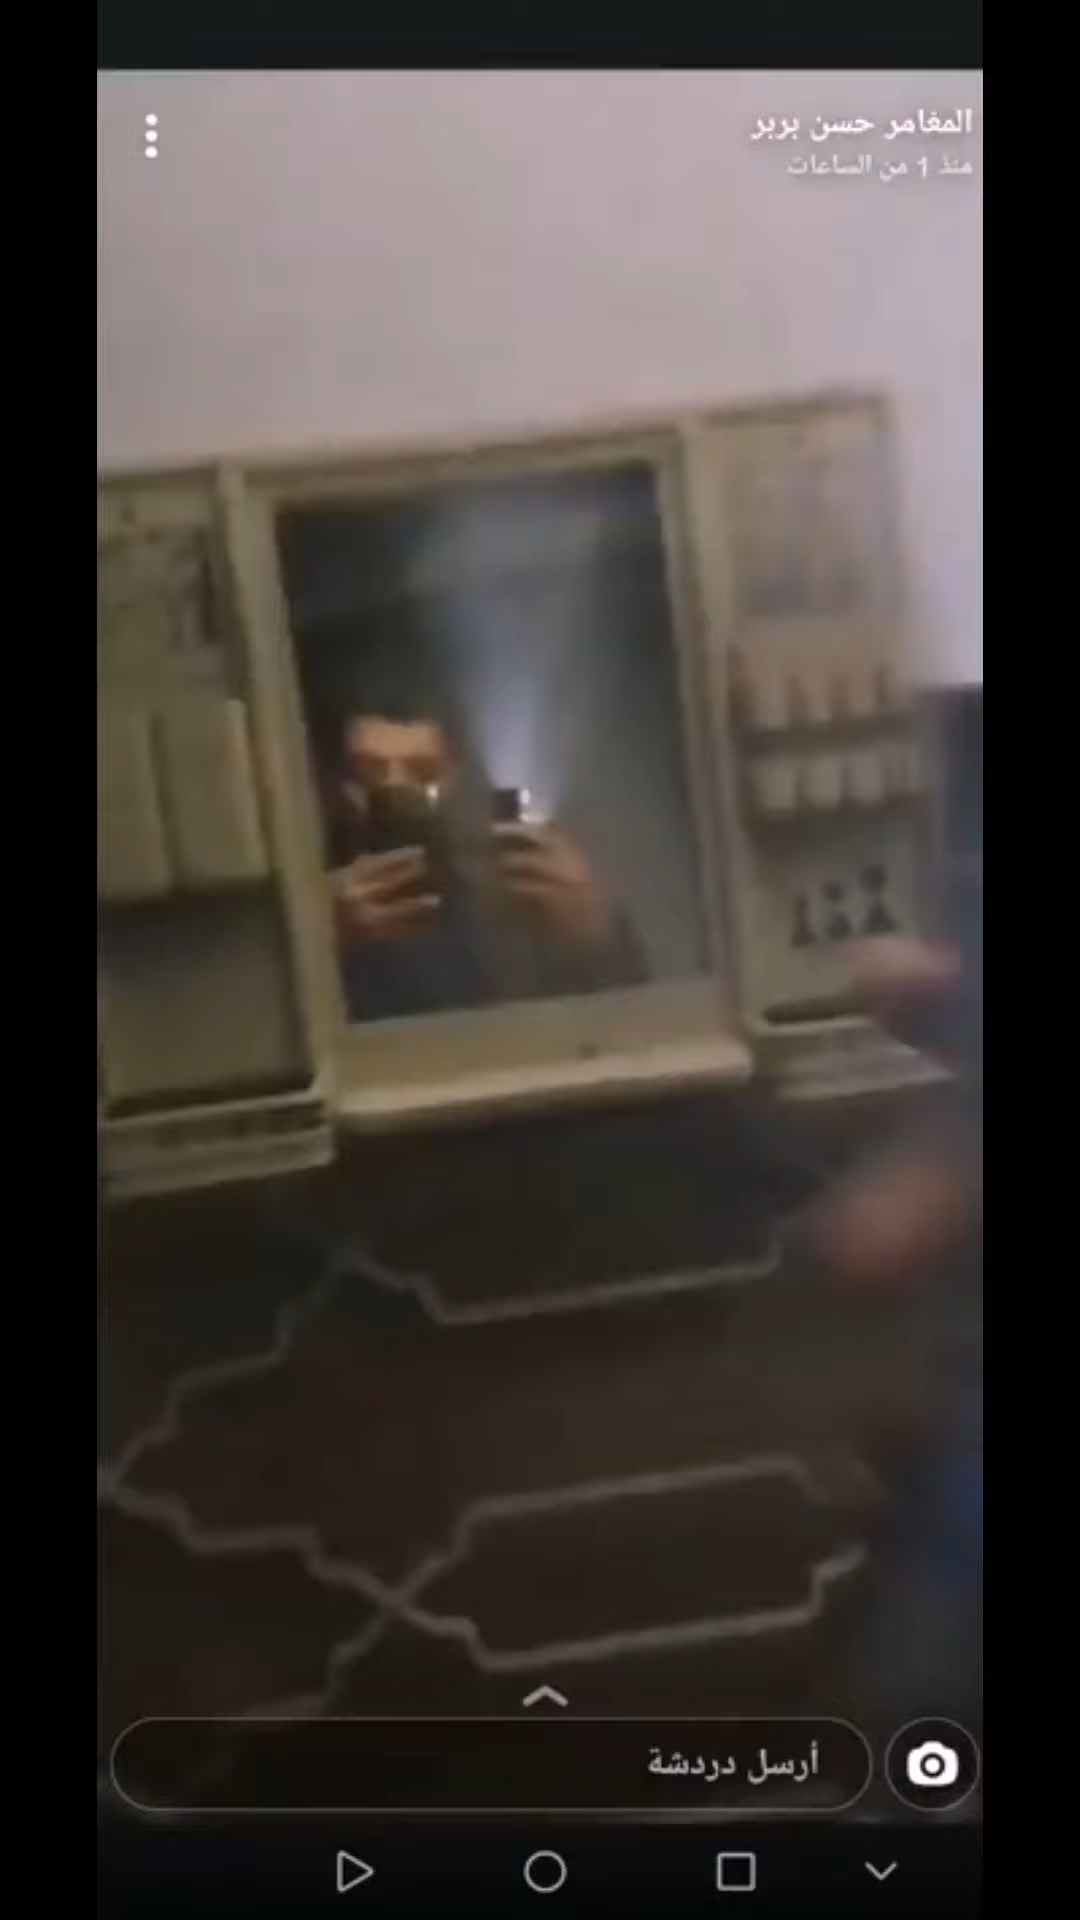 المغامر حسن بربر
منذ 1 من الساعات
أرسل دردشة